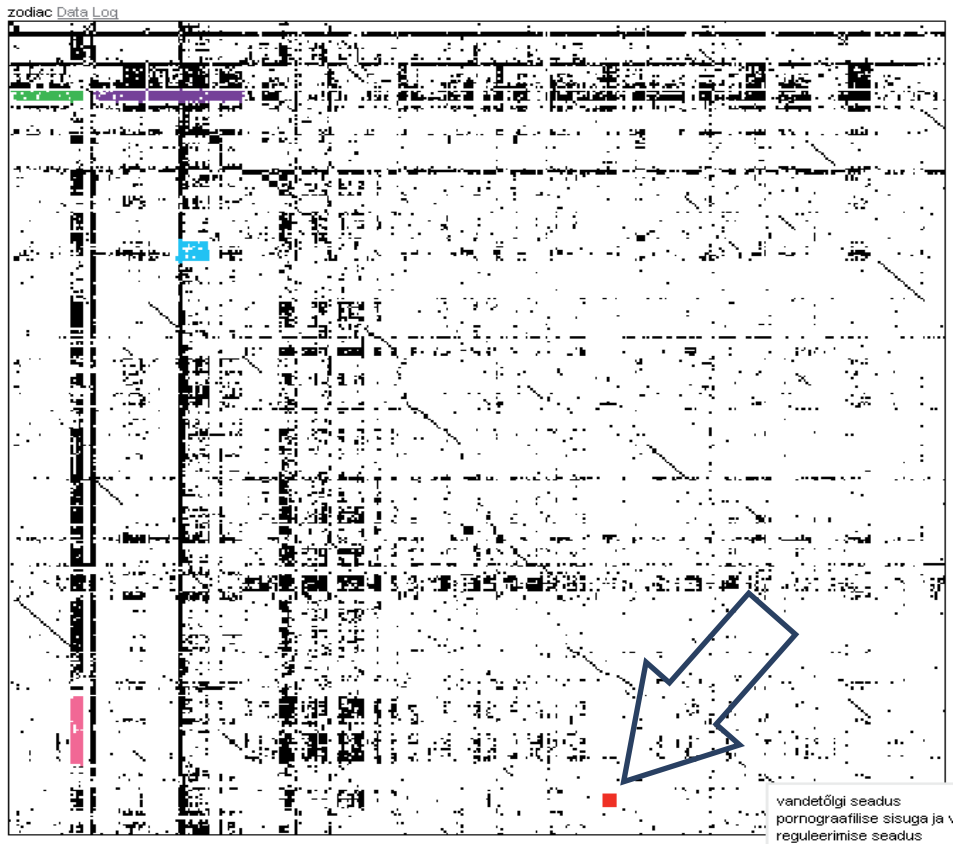 zodiac Data Log
vandetõlgi seadus
pornograafilise sisuga ja v
reguleerimise seadus